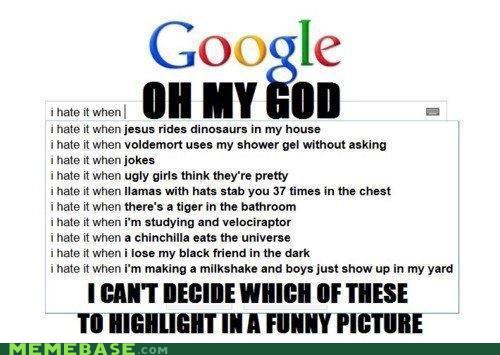 Google
OH MY GOD
i hate it when
i hate it when jesus rides dinosaurs in my house
i hate it when voldemort uses my shower gel without asking
i hate it when jokes
i hate it when ugly girls think they're pretty
i hate it when llamas with hats stab you 37 times in the chest
i hate it when there's a tiger in the bathroom
i hate it when i'm studying and velociraptor
i hate it when a chinchilla eats the universe
i hate it when i lose my black friend in the dark
i hate it when i'm making a milkshake and boys just show up in my yard
I CAN'T DECIDE WHICH OF THESE
TO HIGHLIGHT IN A FUNNY PICTURE
MEMEBASE.COM